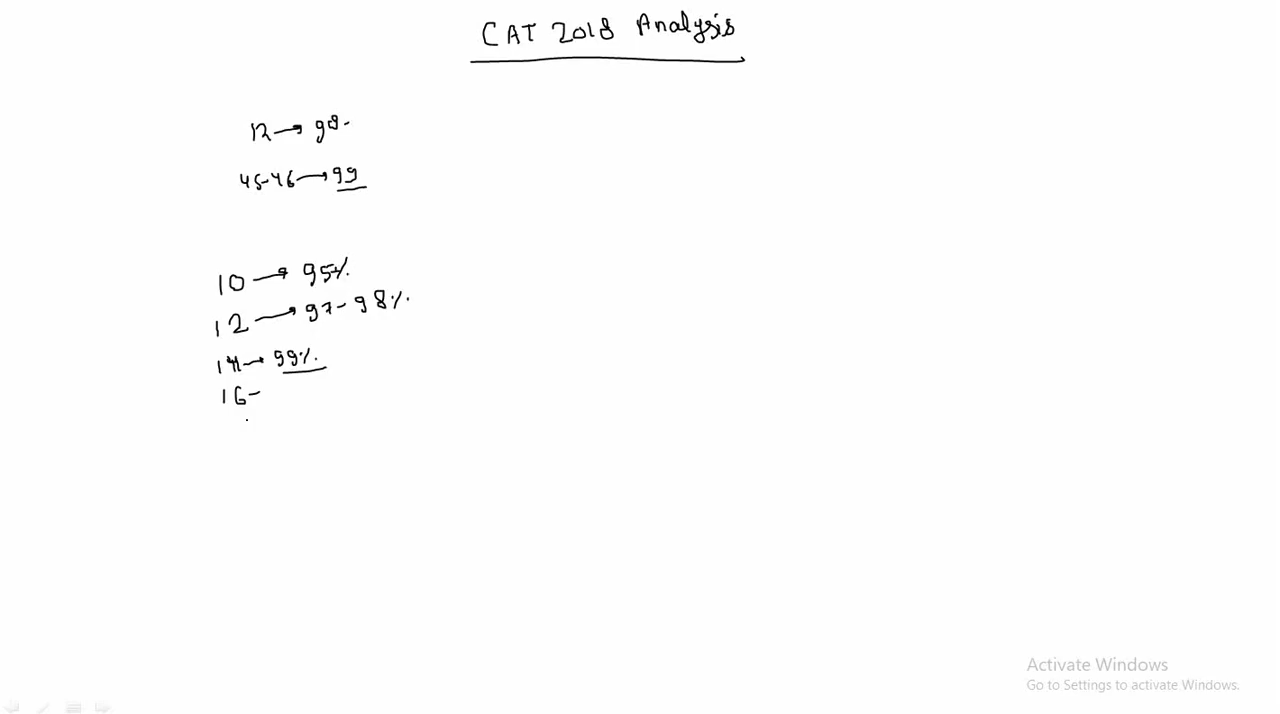 CAT 2018 Analysis
12 → 98-
45-46 → 99
10 → 95%
12 → 97-98%
14 → 99%
16-
Activate Windows
Go to Settings to activate Windows.